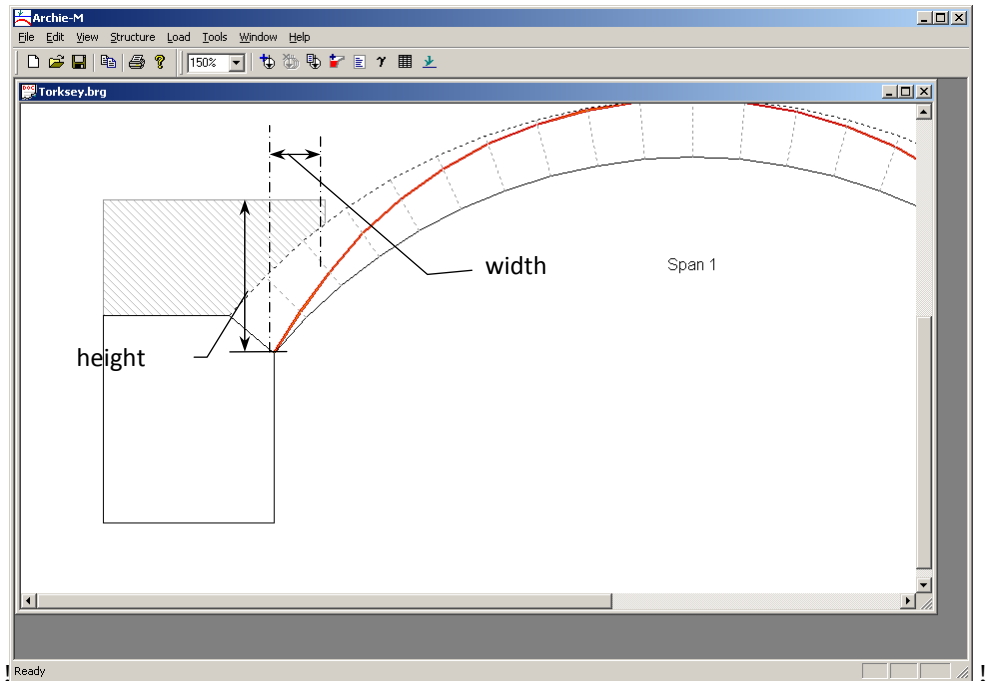 Archie-M
File Edit View Structure Load Tools Window Help
150%
Torksey.brg
width
Span 1
height
! Ready !